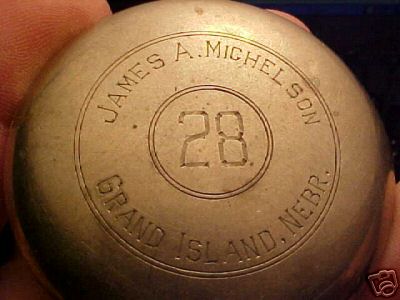 JAMES A. MICHELSON
28
GRAND ISLAND, NEBR.